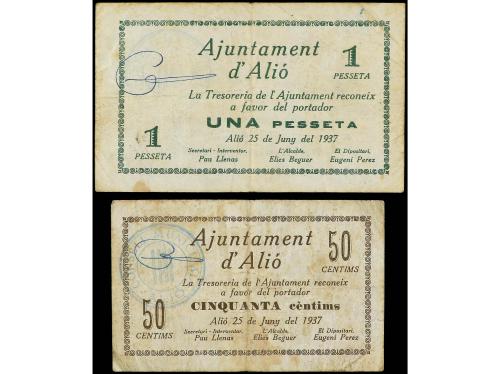 Ajuntament
d'Alió
1
PESSETA
La Tresoreria de l'Ajuntament reconeix
a favor del portador
UNA PESSETA
1
PESSETA
Alió 25 de Juny del 1937
Secretari - Interventor. L'Alcalde. El Dipositari.
Pau Llenas Elies Beguer Eugeni Perez
Ajuntament
d'Alió
50
CENTIMS
La Tresoreria de l'Ajuntament reconeix
a favor del portador
CINQUANTA cèntims
50
CENTIMS
Alió 25 de Juny del 1937
Secretari - Interventor. L'Alcalde. El Dipositari.
Pau Llenas Elies Beguer Eugeni Perez